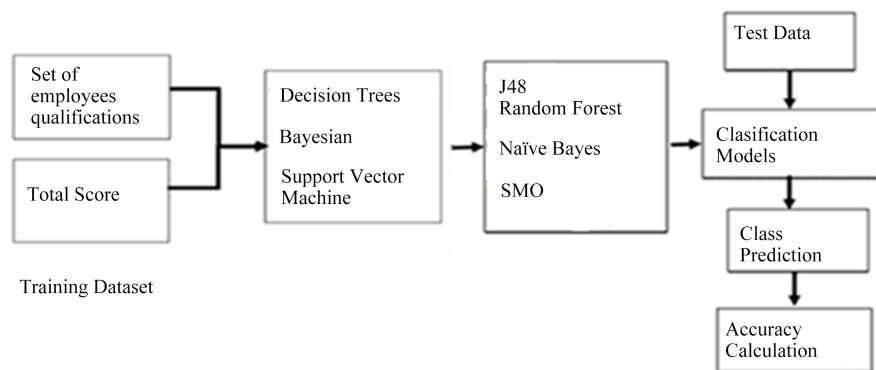 Set of
employees
qualifications
Total Score
Training Dataset
Decision Trees
Bayesian
Support Vector
Machine
J48
Random Forest
Naïve Bayes
SMO
Test Data
Clasification
Models
Class
Prediction
Accuracy
Calculation